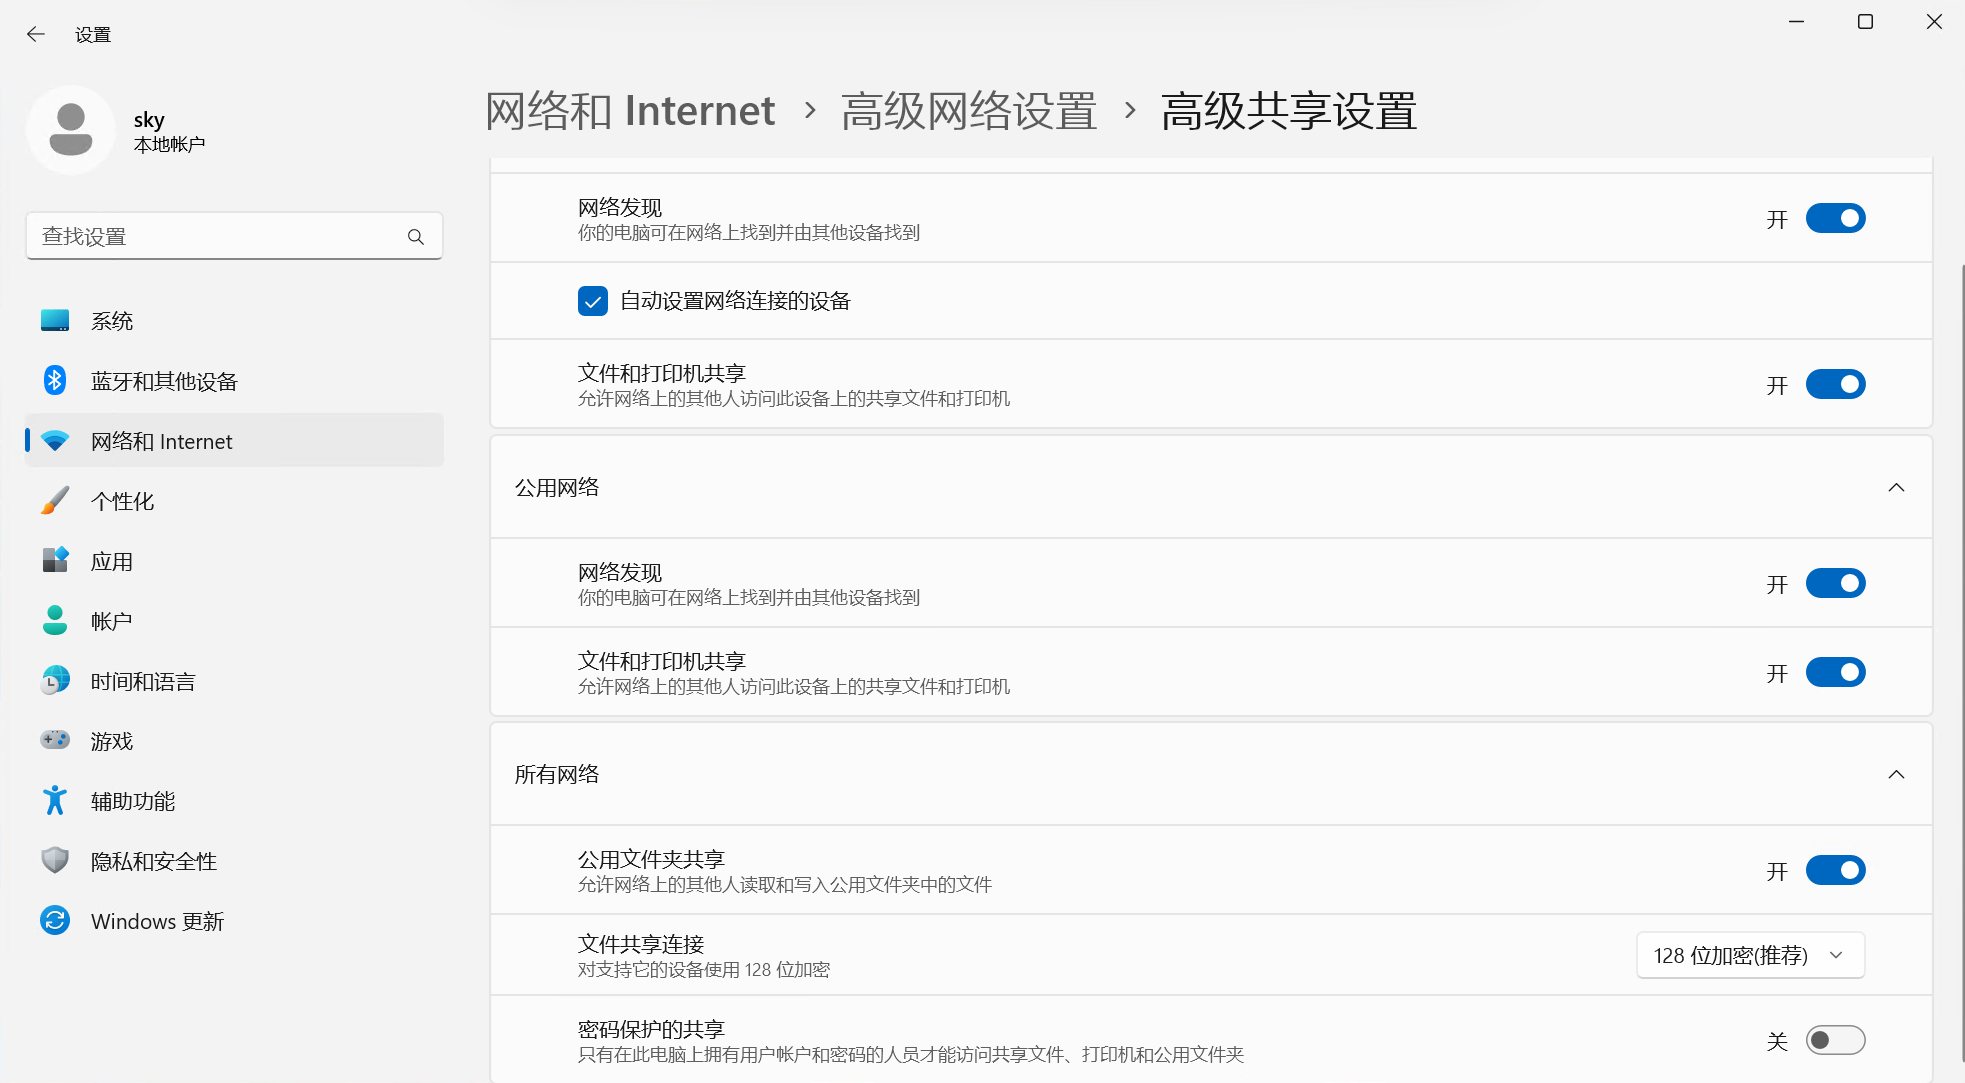 设置
sky
本地帐户
查找设置
系统
蓝牙和其他设备
网络和 Internet
个性化
应用
帐户
时间和语言
游戏
辅助功能
隐私和安全性
Windows 更新
网络和 Internet › 高级网络设置 › 高级共享设置
网络发现
你的电脑可在网络上找到并由其他设备找到
开
自动设置网络连接的设备
文件和打印机共享
允许网络上的其他人访问此设备上的共享文件和打印机
开
公用网络
网络发现
你的电脑可在网络上找到并由其他设备找到
开
文件和打印机共享
允许网络上的其他人访问此设备上的共享文件和打印机
开
所有网络
公用文件夹共享
允许网络上的其他人读取和写入公用文件夹中的文件
开
文件共享连接
对支持它的设备使用 128 位加密
128 位加密(推荐)
密码保护的共享
只有在此电脑上拥有用户帐户和密码的人员才能访问共享文件、打印机和公用文件夹
关